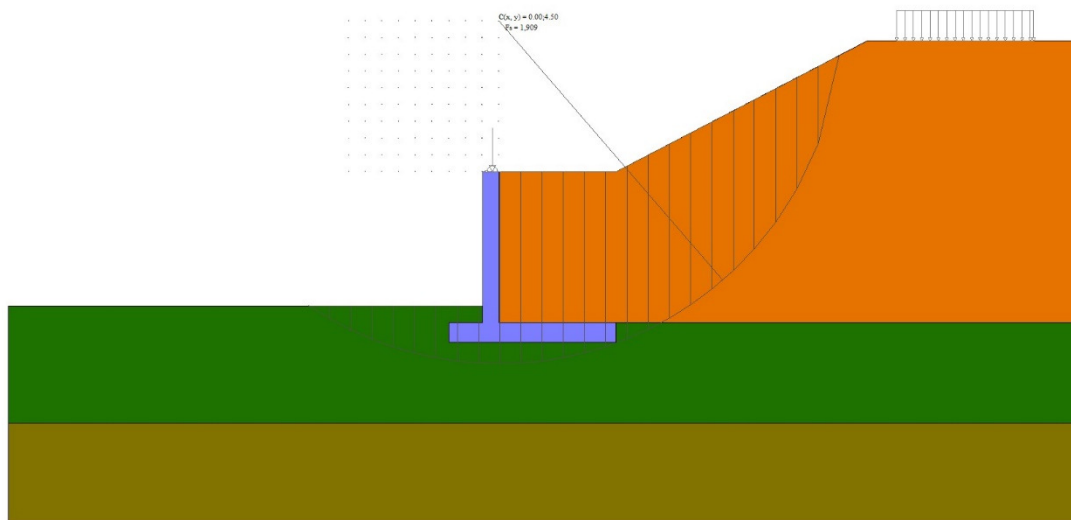 C(x, y) = 0.00;4.50
Fs = 1,909